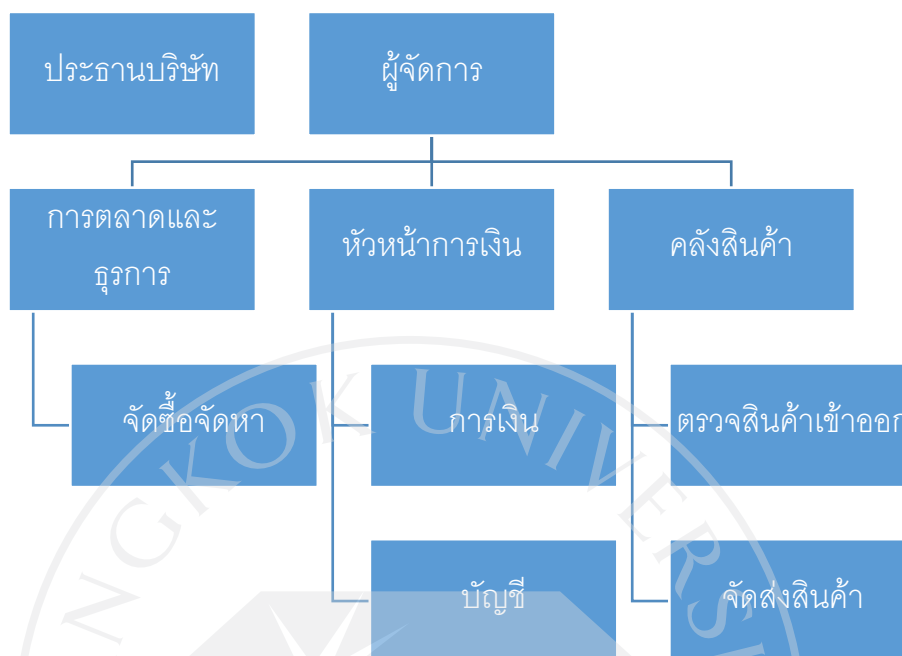 ประธานบริษัท
ผู้จัดการ
การตลาดและ
ธุรการ
หัวหน้าการเงิน
คลังสินค้า
จัดซื้อจัดหา
การเงิน
ตรวจสินค้าเข้าออก
บัญชี
จัดส่งสินค้า
NGKOK UNIVERSI